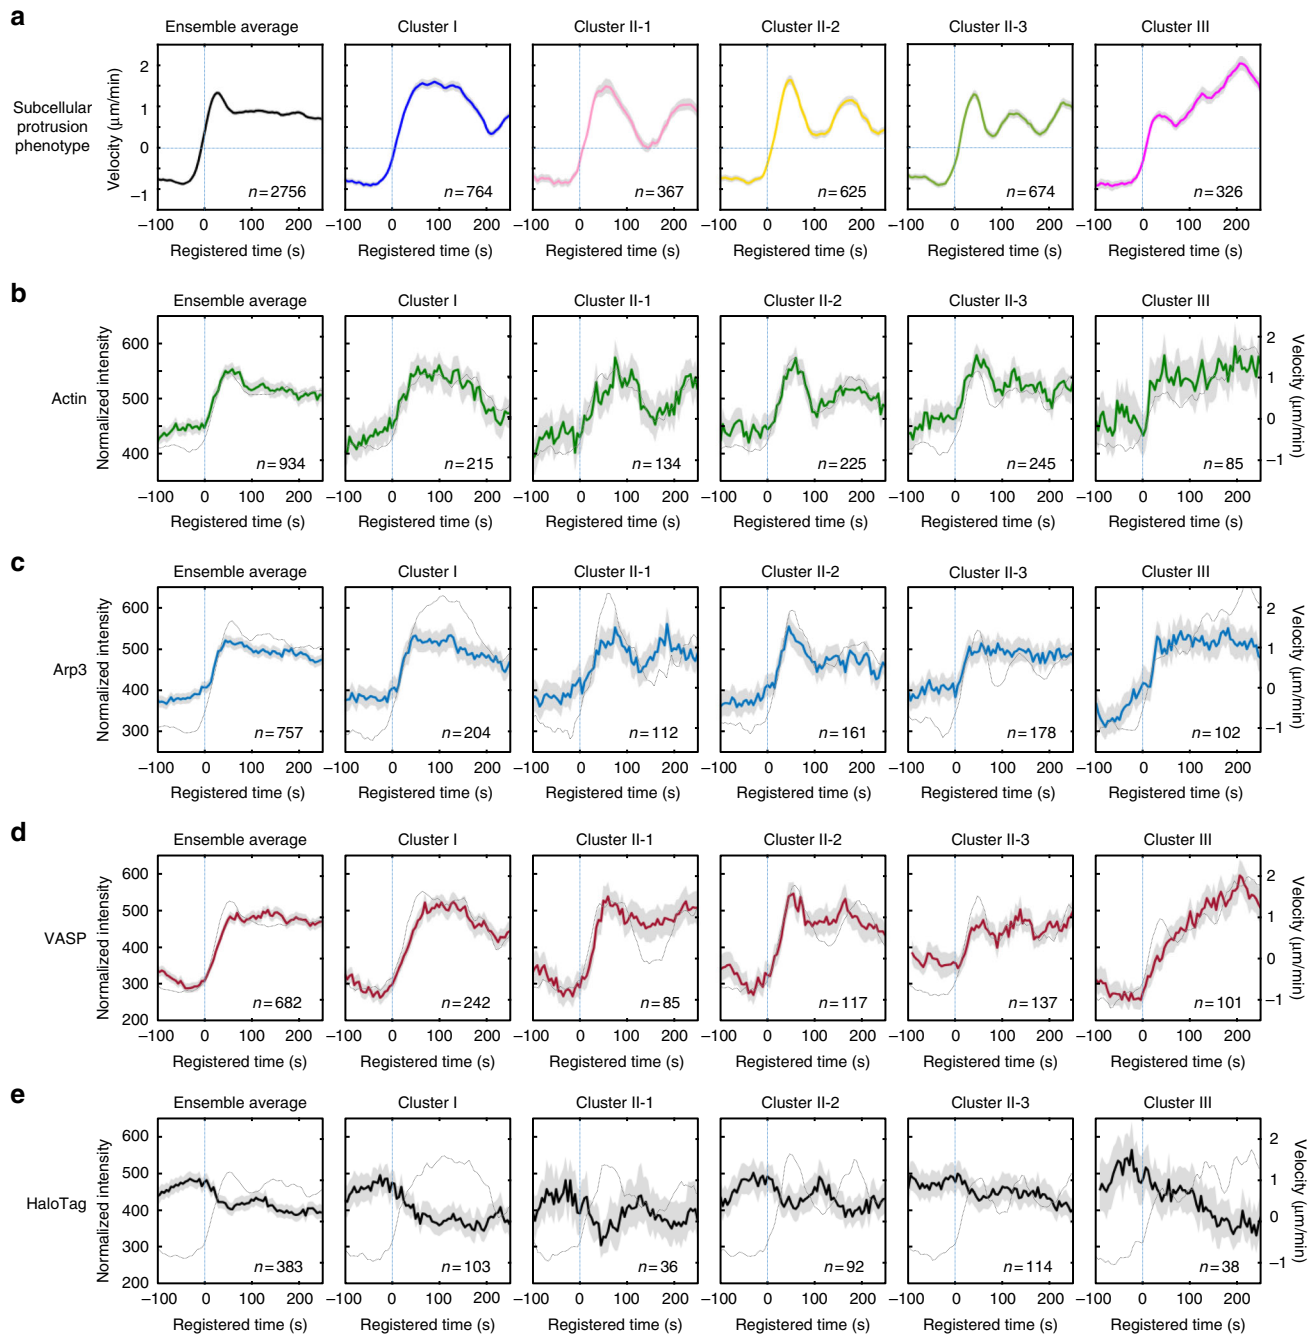 a
Ensemble average Cluster I Cluster II-1 Cluster II-2 Cluster II-3 Cluster III
Subcellular protrusion phenotype
Velocity (µm/min)
2
1
0
−1
n=2756 n=764 n=367 n=625 n=674 n=326
−100 0 100 200 −100 0 100 200 −100 0 100 200 −100 0 100 200 −100 0 100 200 −100 0 100 200
Registered time (s) Registered time (s) Registered time (s) Registered time (s) Registered time (s) Registered time (s)
b
Ensemble average Cluster I Cluster II-1 Cluster II-2 Cluster II-3 Cluster III
Actin
Normalized intensity
600
500
400
2
1
0
−1
Velocity (µm/min)
n=934 n=215 n=134 n=225 n=245 n=85
−100 0 100 200 −100 0 100 200 −100 0 100 200 −100 0 100 200 −100 0 100 200 −100 0 100 200
Registered time (s) Registered time (s) Registered time (s) Registered time (s) Registered time (s) Registered time (s)
c
Ensemble average Cluster I Cluster II-1 Cluster II-2 Cluster II-3 Cluster III
Arp3
Normalized intensity
600
500
400
300
2
1
0
−1
Velocity (µm/min)
n=757 n=204 n=112 n=161 n=178 n=102
−100 0 100 200 −100 0 100 200 −100 0 100 200 −100 0 100 200 −100 0 100 200 −100 0 100 200
Registered time (s) Registered time (s) Registered time (s) Registered time (s) Registered time (s) Registered time (s)
d
Ensemble average Cluster I Cluster II-1 Cluster II-2 Cluster II-3 Cluster III
VASP
Normalized intensity
600
500
400
300
200
2
1
0
−1
Velocity (µm/min)
n=682 n=242 n=85 n=117 n=137 n=101
−100 0 100 200 −100 0 100 200 −100 0 100 200 −100 0 100 200 −100 0 100 200 −100 0 100 200
Registered time (s) Registered time (s) Registered time (s) Registered time (s) Registered time (s) Registered time (s)
e
Ensemble average Cluster I Cluster II-1 Cluster II-2 Cluster II-3 Cluster III
HaloTag
Normalized intensity
600
500
400
300
200
2
1
0
−1
Velocity (µm/min)
n=383 n=103 n=36 n=92 n=114 n=38
−100 0 100 200 −100 0 100 200 −100 0 100 200 −100 0 100 200 −100 0 100 200 −100 0 100 200
Registered time (s) Registered time (s) Registered time (s) Registered time (s) Registered time (s) Registered time (s)